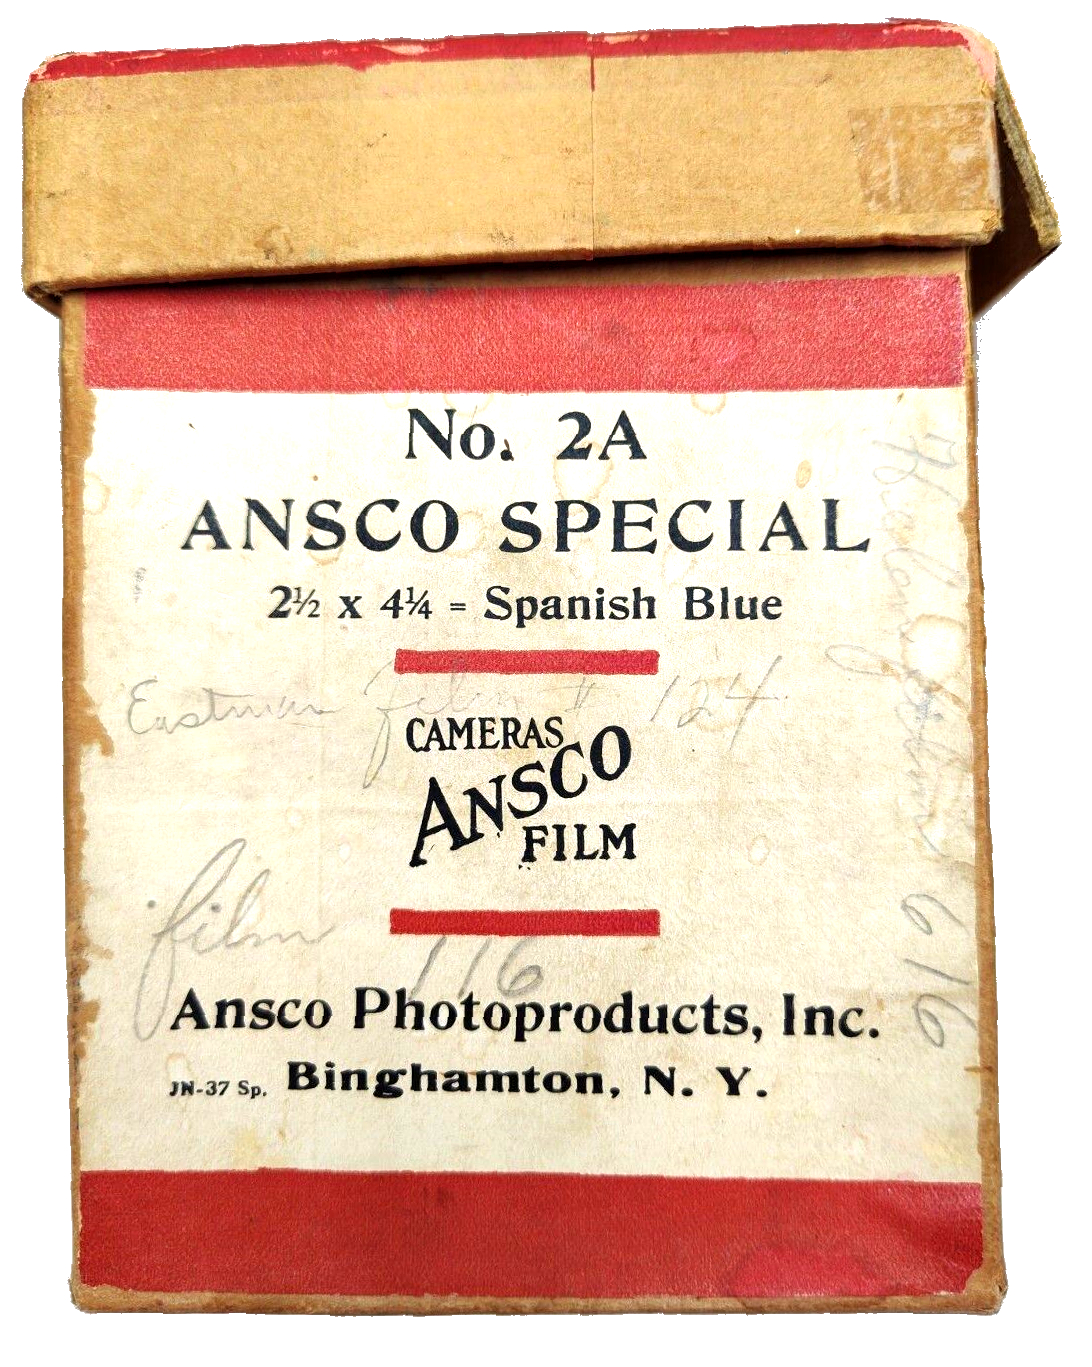 No. 2A
ANSCO SPECIAL
2½ x 4¼ = Spanish Blue
Eastman film # 124
CAMERAS
ANSCO
FILM
film 116
Ansco Photoproducts, Inc.
JN-37 Sp. Binghamton, N. Y.
616